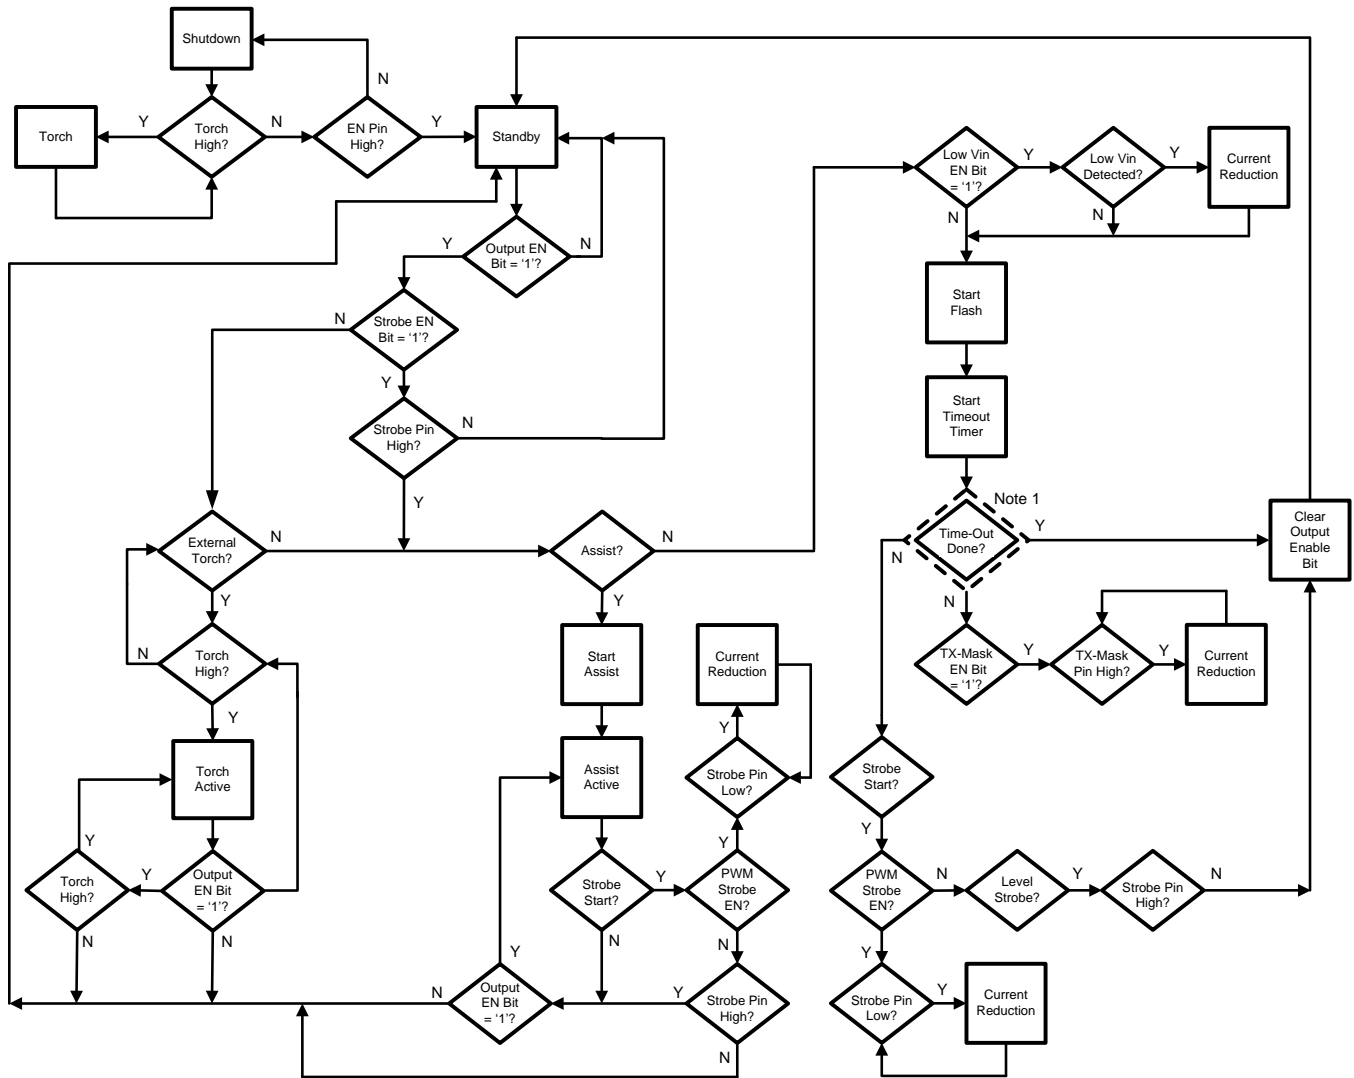 Shutdown
N
Torch
Y
Torch
High?
N
EN Pin
High?
Y
Standby
Low Vin
EN Bit
= ‘1’?
Y
Low Vin
Detected?
Y
Current
Reduction
N
N
Y
Output EN
Bit = ‘1’?
N
Start
Flash
N
Strobe EN
Bit = ‘1’?
Y
Strobe Pin
High?
N
Start
Timeout
Timer
Y
Note 1
External
Torch?
N
Assist?
N
Time-Out
Done?
Y
N
Clear
Output
Enable
Bit
Y
Y
N
N
Torch
High?
Start
Assist
Current
Reduction
TX-Mask
EN Bit
= ‘1’?
Y
TX-Mask
Pin High?
Y
Current
Reduction
Y
Y
Torch
Active
Assist
Active
Strobe Pin
Low?
Strobe
Start?
Y
Y
Y
Torch
High?
Y
Output
EN Bit
= ‘1’?
Strobe
Start?
Y
PWM
Strobe
EN?
PWM
Strobe
EN?
N
Level
Strobe?
Y
Strobe Pin
High?
N
N
N
Y
N
N
Y
N
Output
EN Bit
= ‘1’?
Y
Strobe Pin
High?
N
Strobe Pin
Low?
Y
Current
Reduction